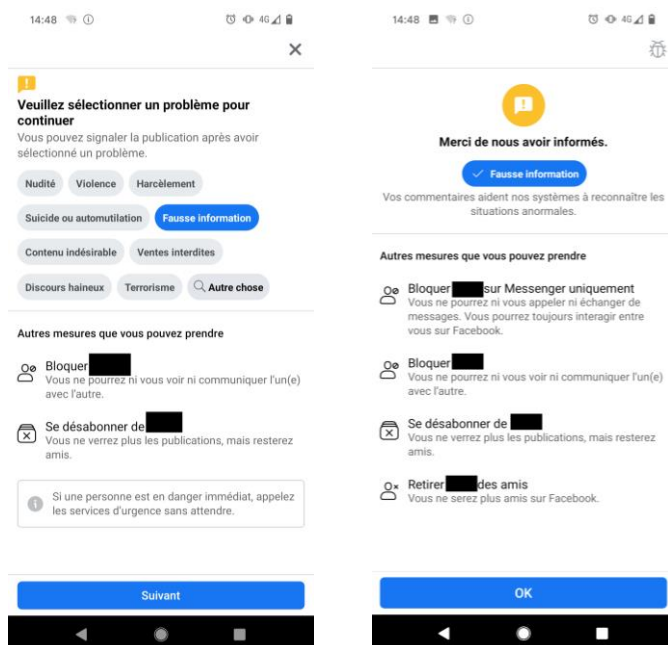 14:48
4G
Veuillez sélectionner un problème pour
continuer
Vous pouvez signaler la publication après avoir
sélectionné un problème.
Nudité Violence Harcèlement
Suicide ou automutilation Fausse information
Contenu indésirable Ventes interdites
Discours haineux Terrorisme Autre chose
Autres mesures que vous pouvez prendre
Bloquer
Vous ne pourrez ni vous voir ni communiquer l'un(e)
avec l'autre.
Se désabonner de
Vous ne verrez plus les publications, mais resterez
amis.
Si une personne est en danger immédiat, appelez
les services d'urgence sans attendre.
Suivant
14:48
4G
Merci de nous avoir informés.
Fausse information
Vos commentaires aident nos systèmes à reconnaître les
situations anormales.
Autres mesures que vous pouvez prendre
Bloquer sur Messenger uniquement
Vous ne pourrez ni vous appeler ni échanger de
messages. Vous pourrez toujours interagir entre
vous sur Facebook.
Bloquer
Vous ne pourrez ni vous voir ni communiquer l'un(e)
avec l'autre.
Se désabonner de
Vous ne verrez plus les publications, mais resterez
amis.
Retirer des amis
Vous ne serez plus amis sur Facebook.
OK